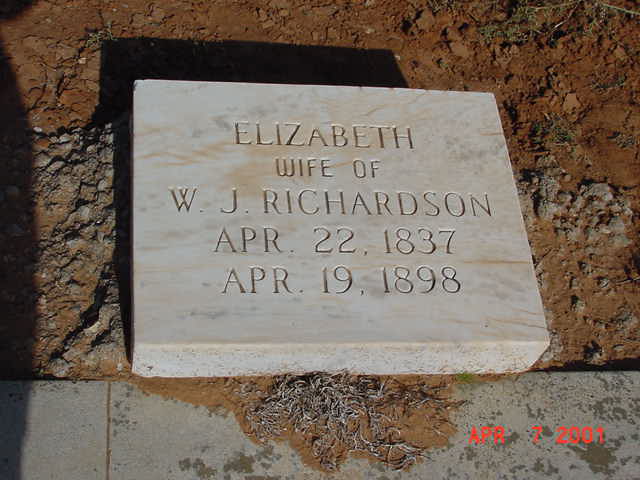 ELIZABETH
WIFE OF
W. J. RICHARDSON
APR. 22, 1837
APR. 19, 1898
APR 7 2001